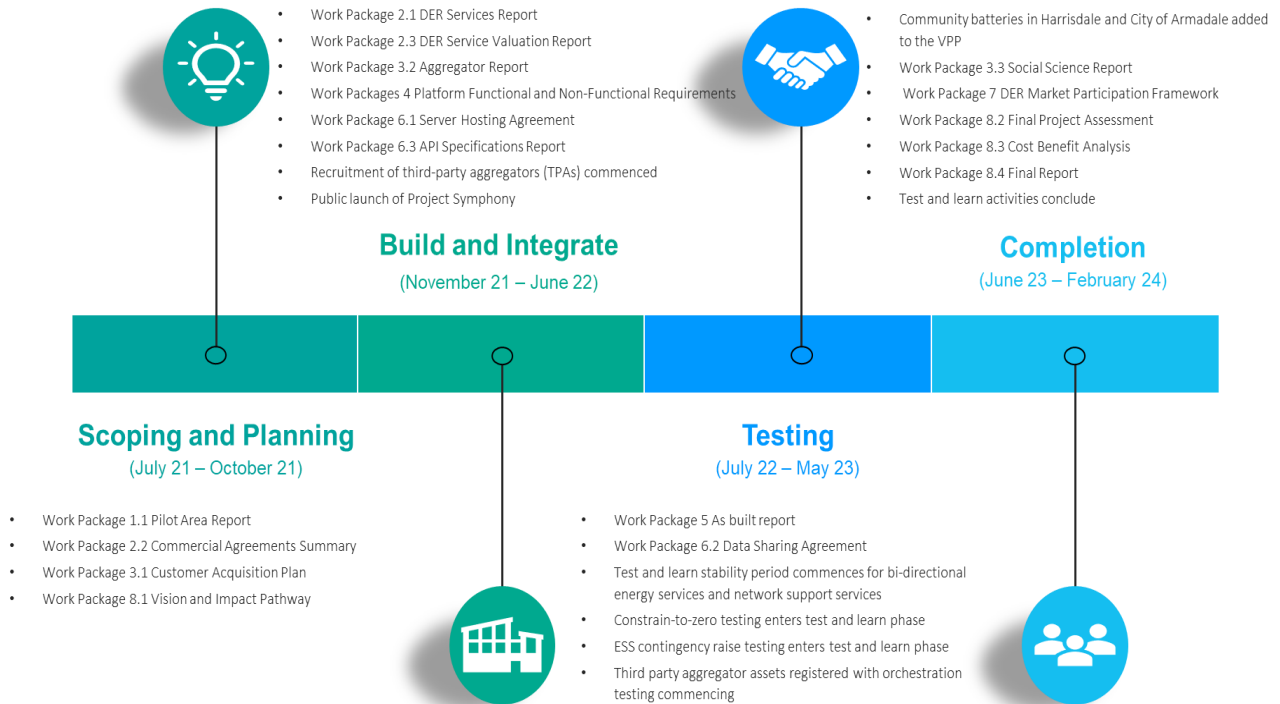 • Work Package 2.1 DER Services Report
• Work Package 2.3 DER Service Valuation Report
• Work Package 3.2 Aggregator Report
• Work Packages 4 Platform Functional and Non-Functional Requirements
• Work Package 6.1 Server Hosting Agreement
• Work Package 6.3 API Specifications Report
• Recruitment of third-party aggregators (TPAs) commenced
• Public launch of Project Symphony
Build and Integrate
(November 21 – June 22)
• Community batteries in Harrisdale and City of Armadale added
to the VPP
• Work Package 3.3 Social Science Report
• Work Package 7 DER Market Participation Framework
• Work Package 8.2 Final Project Assessment
• Work Package 8.3 Cost Benefit Analysis
• Work Package 8.4 Final Report
• Test and learn activities conclude
Completion
(June 23 – February 24)
Scoping and Planning
(July 21 – October 21)
• Work Package 1.1 Pilot Area Report
• Work Package 2.2 Commercial Agreements Summary
• Work Package 3.1 Customer Acquisition Plan
• Work Package 8.1 Vision and Impact Pathway
Testing
(July 22 – May 23)
• Work Package 5 As built report
• Work Package 6.2 Data Sharing Agreement
• Test and learn stability period commences for bi-directional
energy services and network support services
• Constrain-to-zero testing enters test and learn phase
• ESS contingency raise testing enters test and learn phase
• Third party aggregator assets registered with orchestration
testing commencing